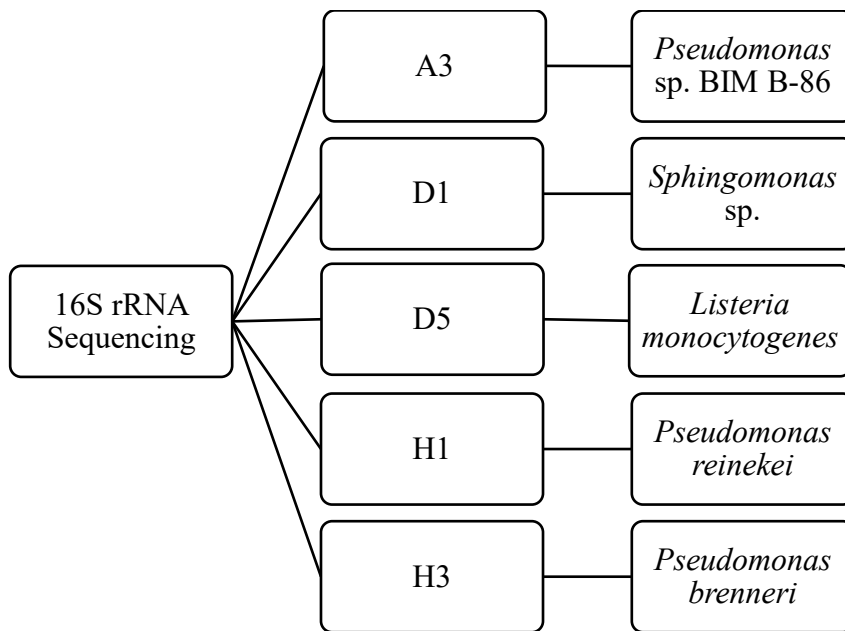 A3
Pseudomonas
sp. BIM B-86
D1
Sphingomonas
sp.
16S rRNA
Sequencing
D5
Listeria
monocytogenes
H1
Pseudomonas
reinekei
H3
Pseudomonas
brenneri